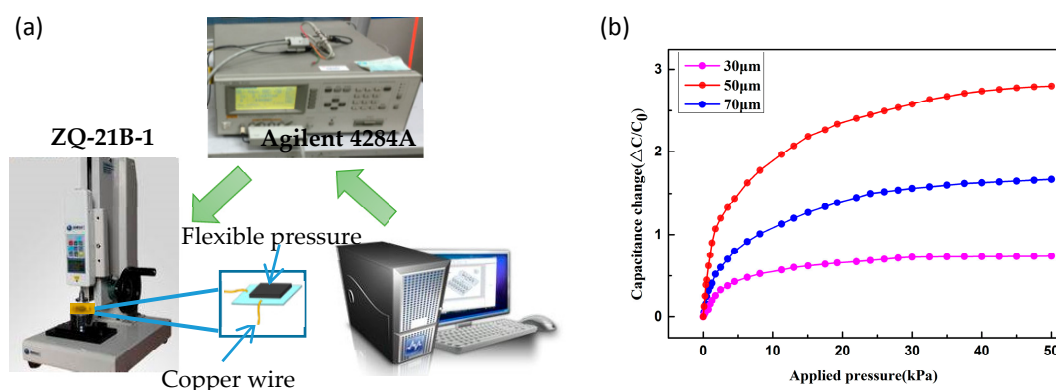 (a)
ZQ-21B-1
Agilent 4284A
Flexible pressure
Copper wire
(b)
30μm
50μm
70μm
Capacitance change(△C/C₀)
3
2
1
0
0 10 20 30 40 50
Applied pressure(kPa)